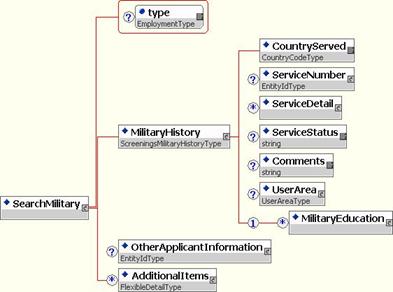 type
EmploymentType
CountryServed
CountryCodeType
ServiceNumber
EntityIdType
ServiceDetail
MilitaryHistory
ScreeningsMilitaryHistoryType
ServiceStatus
string
Comments
string
UserArea
UserAreaType
SearchMilitary
1
MilitaryEducation
OtherApplicantInformation
EntityIdType
AdditionalItems
FlexibleDetailType